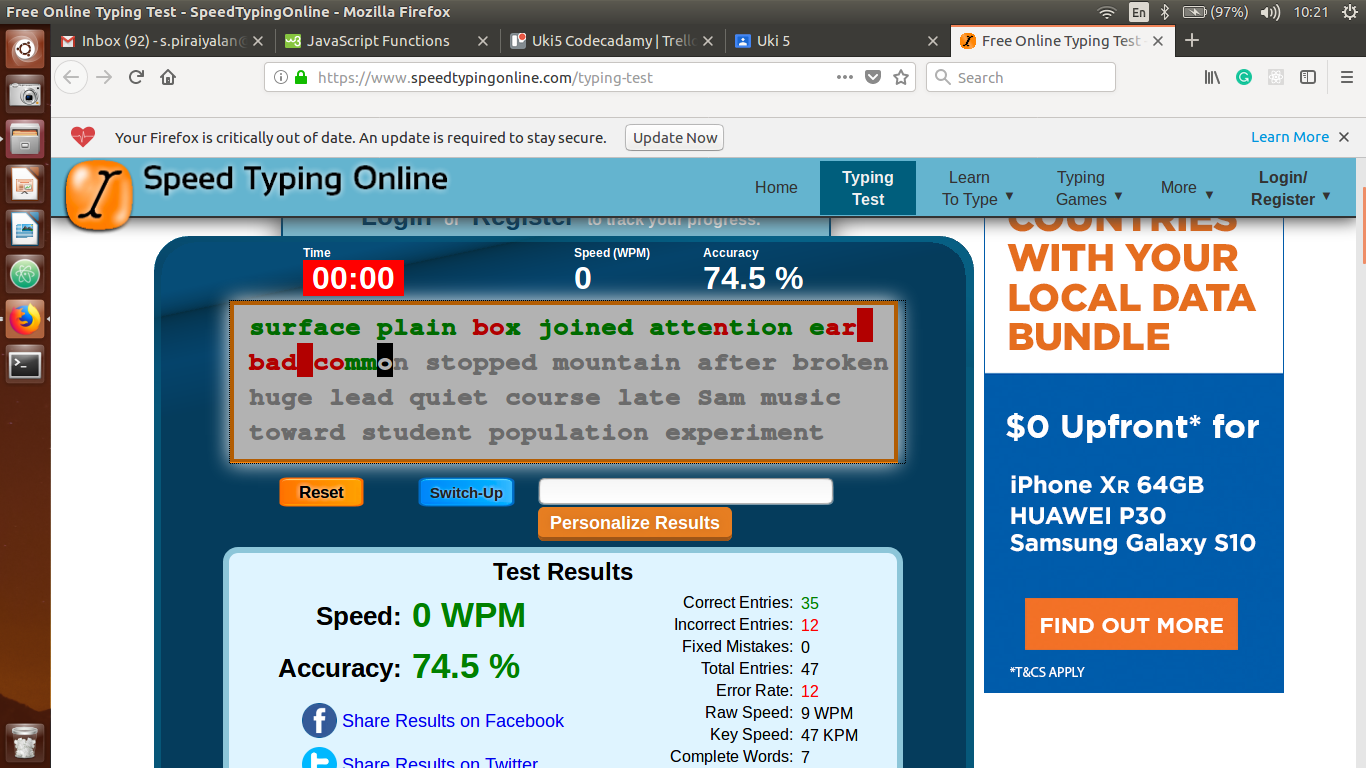 Free Online Typing Test - SpeedTypingOnline - Mozilla Firefox
En (97%) 10:21
Inbox (92) - s.piraiyalan@
JavaScript Functions
Uki5 Codecadamy | Trell
Uki 5
Free Online Typing Test
https://www.speedtypingonline.com/typing-test
Search
Your Firefox is critically out of date. An update is required to stay secure.
Update Now
Learn More
Speed Typing Online
Home
Typing Test
Learn To Type
Typing Games
More
Login/ Register
Login or Register to track your progress.
Time
Speed (WPM)
Accuracy
00:00
0
74.5 %
surface plain box joined attention ear
bad common stopped mountain after broken
huge lead quiet course late Sam music
toward student population experiment
Reset
Switch-Up
Personalize Results
Test Results
Speed: 0 WPM
Accuracy: 74.5 %
Share Results on Facebook
Share Results on Twitter
Correct Entries: 35
Incorrect Entries: 12
Fixed Mistakes: 0
Total Entries: 47
Error Rate: 12
Raw Speed: 9 WPM
Key Speed: 47 KPM
Complete Words: 7
COUNTRIES
WITH YOUR
LOCAL DATA
BUNDLE
$0 Upfront* for
iPhone XR 64GB
HUAWEI P30
Samsung Galaxy S10
FIND OUT MORE
*T&CS APPLY